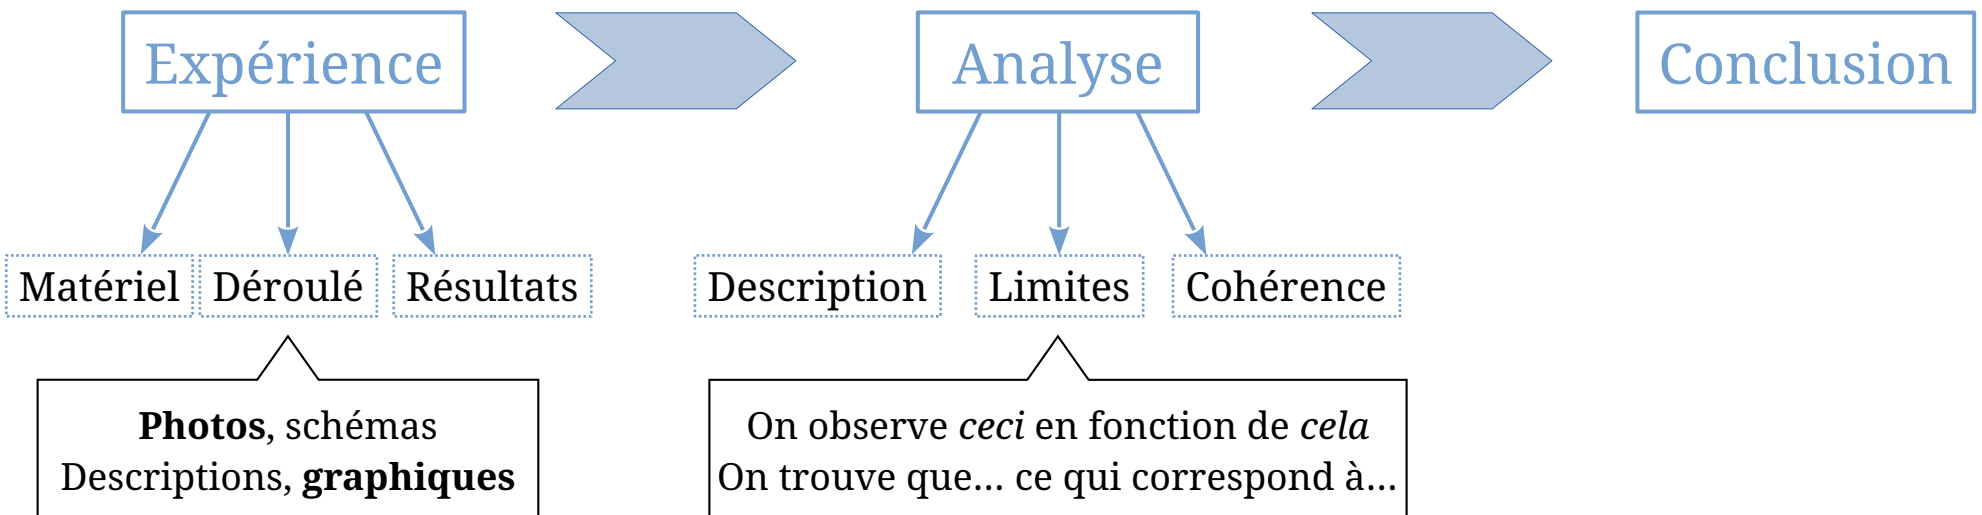 Expérience
Analyse
Conclusion
Matériel
Déroulé
Résultats
Description
Limites
Cohérence
Photos, schémas
Descriptions, graphiques
On observe ceci en fonction de cela
On trouve que… ce qui correspond à…